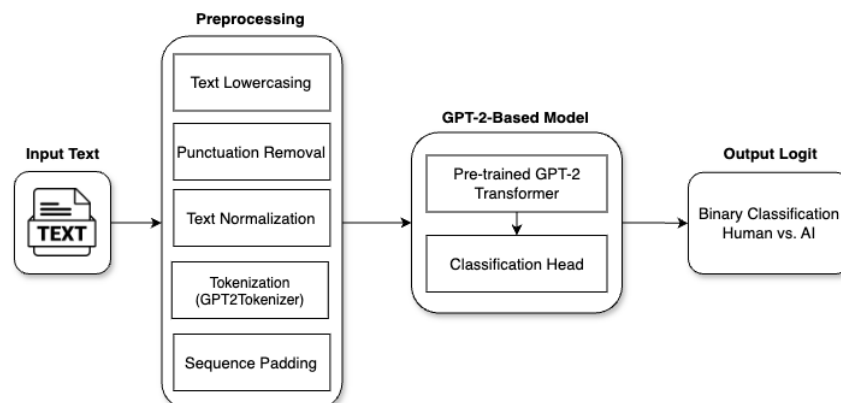 Preprocessing
Text Lowercasing
Punctuation Removal
Text Normalization
Tokenization
(GPT2Tokenizer)
Sequence Padding
Input Text
TEXT
GPT-2-Based Model
Pre-trained GPT-2
Transformer
Classification Head
Output Logit
Binary Classification
Human vs. AI